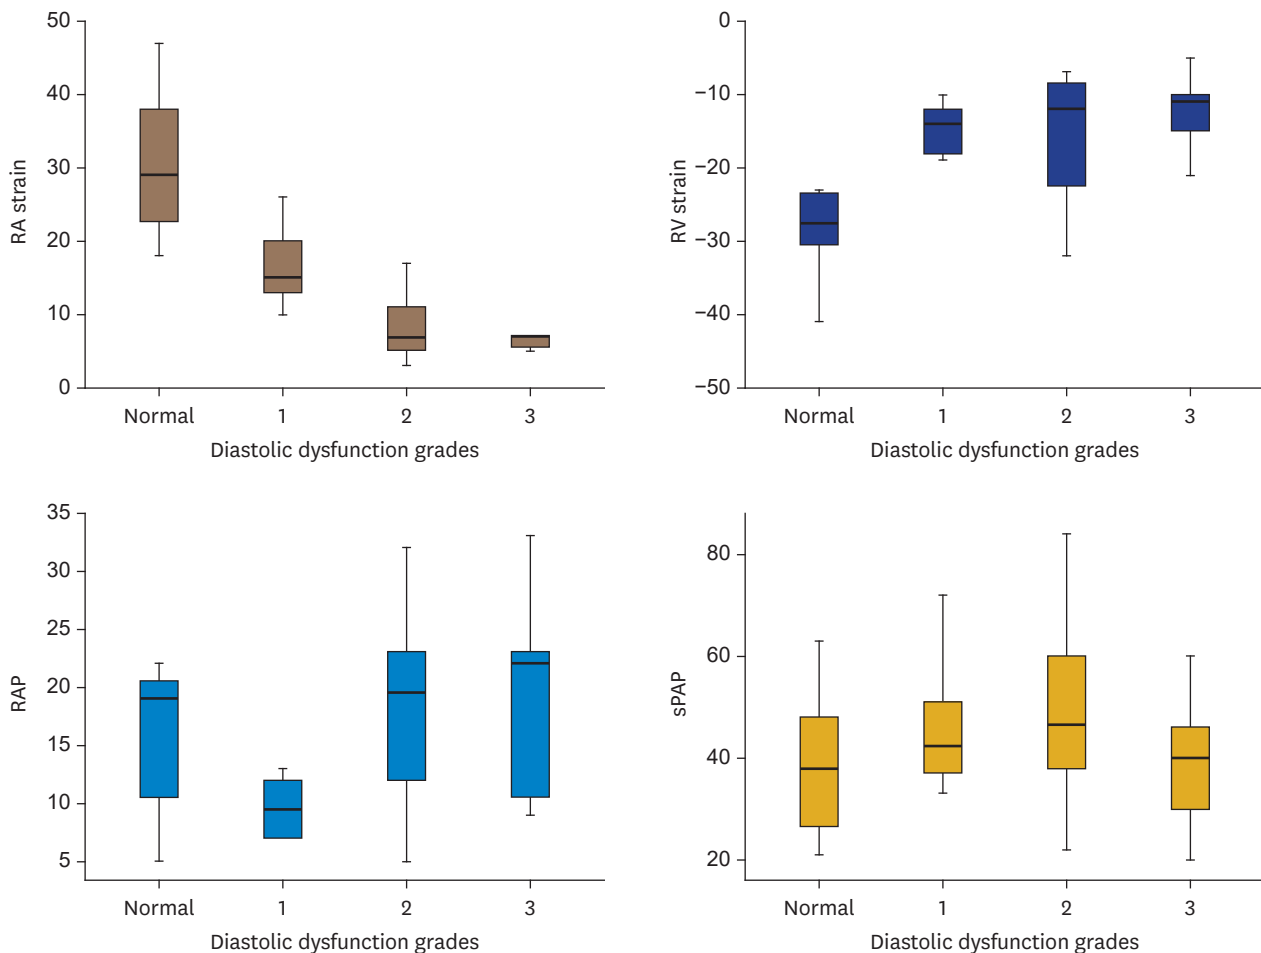 50
40
30
20
10
0
RA strain
Normal 1 2 3
Diastolic dysfunction grades
0
−10
−20
−30
−40
−50
RV strain
Normal 1 2 3
Diastolic dysfunction grades
35
30
25
20
15
10
5
RAP
Normal 1 2 3
Diastolic dysfunction grades
80
60
40
20
sPAP
Normal 1 2 3
Diastolic dysfunction grades